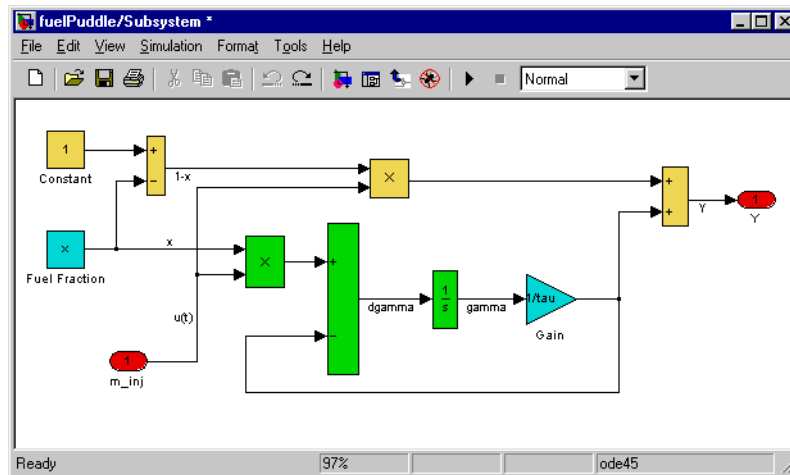 fuelPuddle/Subsystem *
File Edit View Simulation Format Tools Help
Normal
1
Constant
+
−
1-x
×
+
+
Y
1
Y
x
Fuel Fraction
x
×
+
−
dgamma
1
s
gamma
1/tau
Gain
u(t)
1
m_inj
Ready 97% ode45